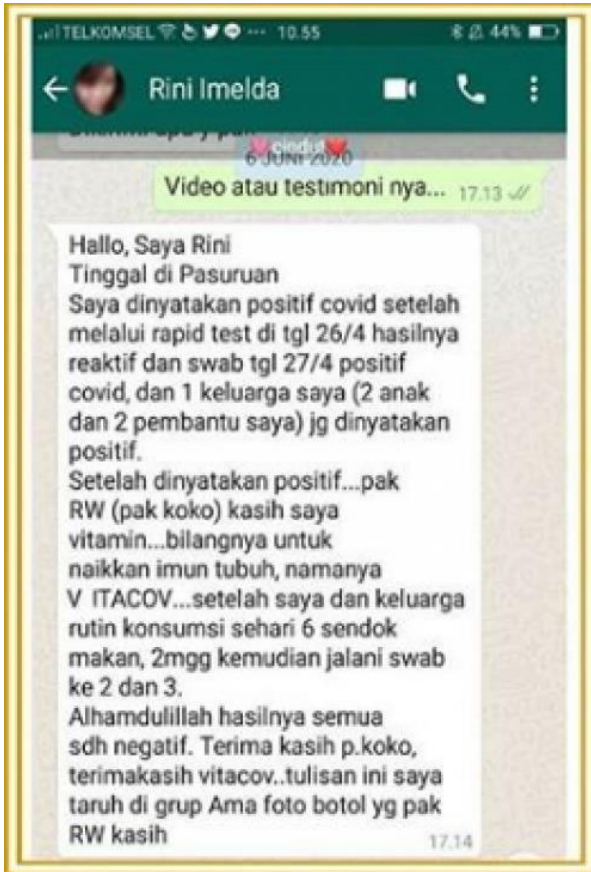 TELKOMSEL ... 10.55 44%
Rini Imelda
eindut
6 JUNI 2020
Video atau testimoni nya... 17.13
Hallo, Saya Rini
Tinggal di Pasuruan
Saya dinyatakan positif covid setelah
melalui rapid test di tgl 26/4 hasilnya
reaktif dan swab tgl 27/4 positif
covid, dan 1 keluarga saya (2 anak
dan 2 pembantu saya) jg dinyatakan
positif.
Setelah dinyatakan positif...pak
RW (pak koko) kasih saya
vitamin...bilangnya untuk
naikkan imun tubuh, namanya
V ITACOV...setelah saya dan keluarga
rutin konsumsi sehari 6 sendok
makan, 2mgg kemudian jalani swab
ke 2 dan 3.
Alhamdulillah hasilnya semua
sdh negatif. Terima kasih p.koko,
terimakasih vitacov..tulisan ini saya
taruh di grup Ama foto botol yg pak
RW kasih 17.14